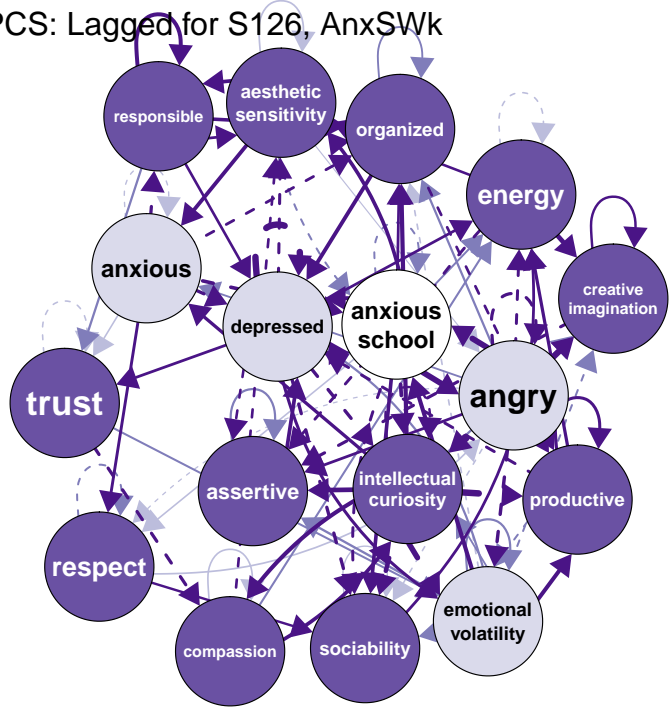 PCS: Lagged for S126, AnxSWk
aesthetic
sensitivity
responsible
organized
energy
anxious
creative
imagination
anxious
school
depressed
trust
angry
assertive
intellectual
curiosity
productive
respect
emotional
volatility
compassion
sociability